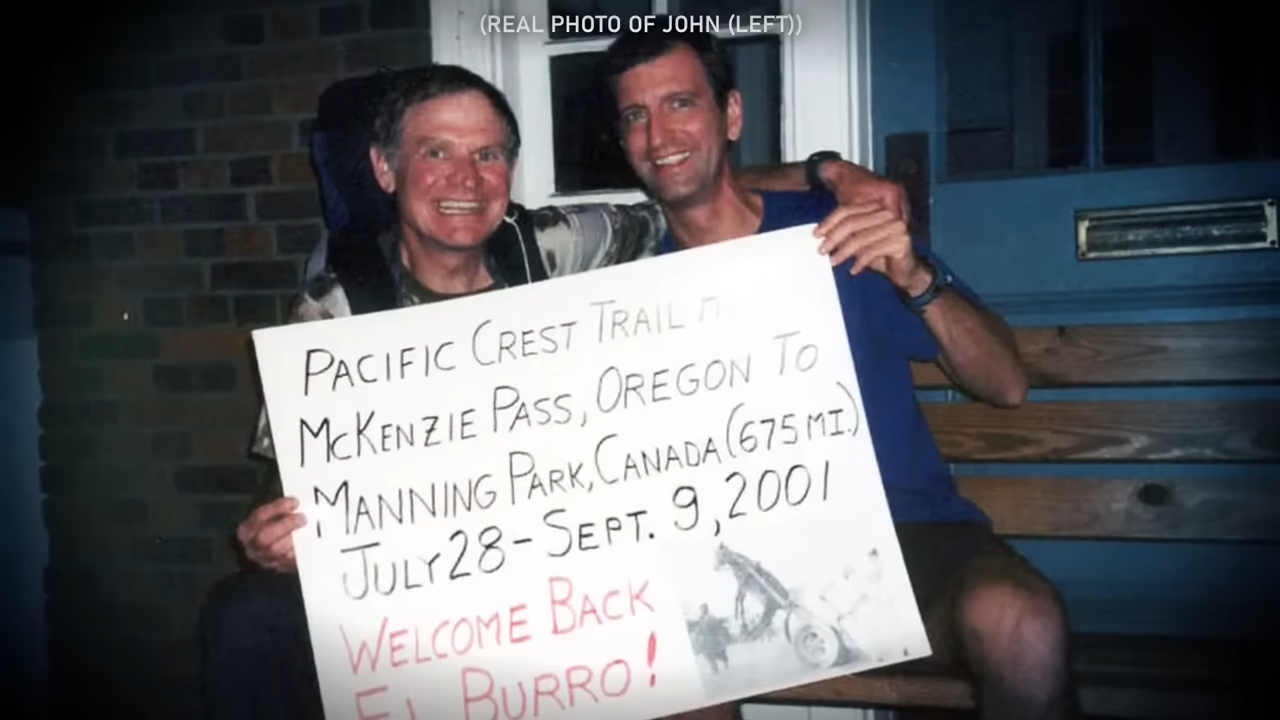 (REAL PHOTO OF JOHN (LEFT))
PACIFIC CREST TRAIL
MCKENZIE PASS, OREGON TO
MANNING PARK, CANADA (675 MI.)
JULY 28 - SEPT. 9, 2001
WELCOME BACK
EL BURRO!